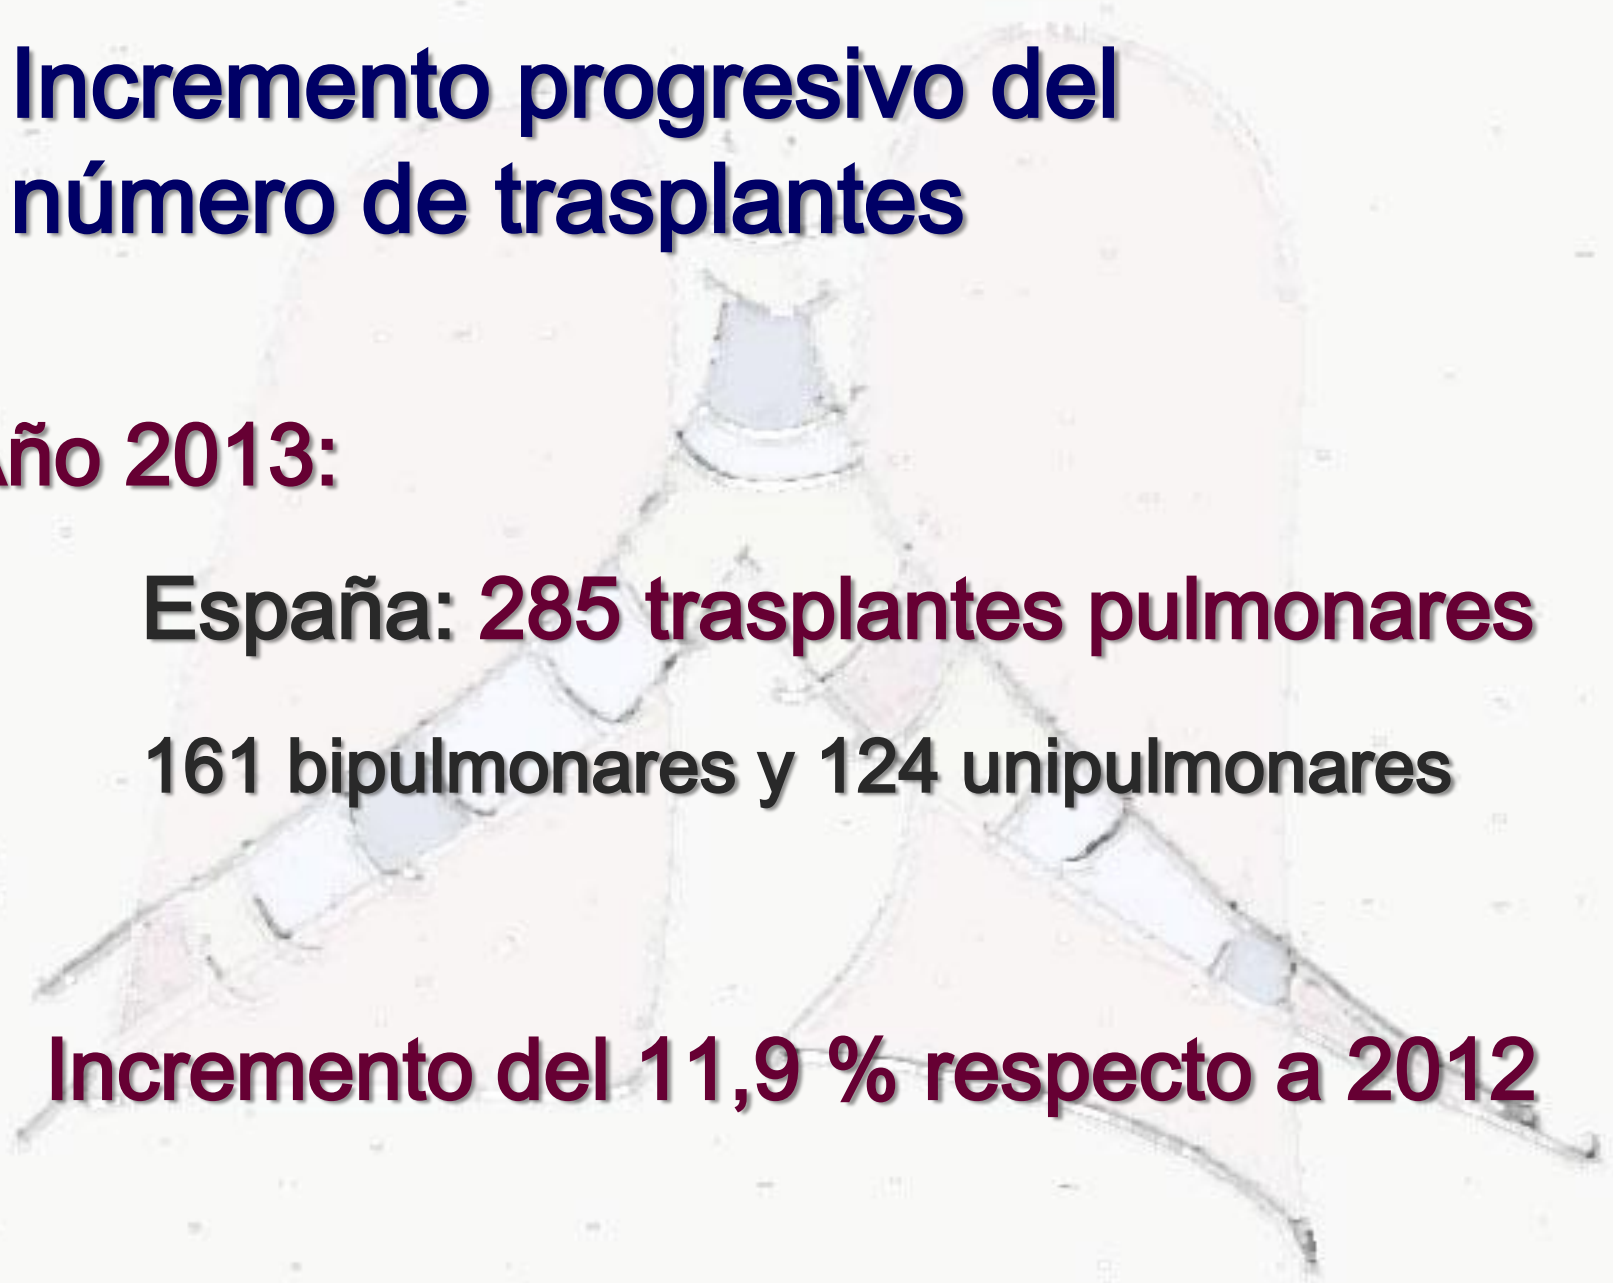 Incremento progresivo del
número de trasplantes
Año 2013:
España: 285 trasplantes pulmonares
161 bipulmonares y 124 unipulmonares
Incremento del 11,9 % respecto a 2012